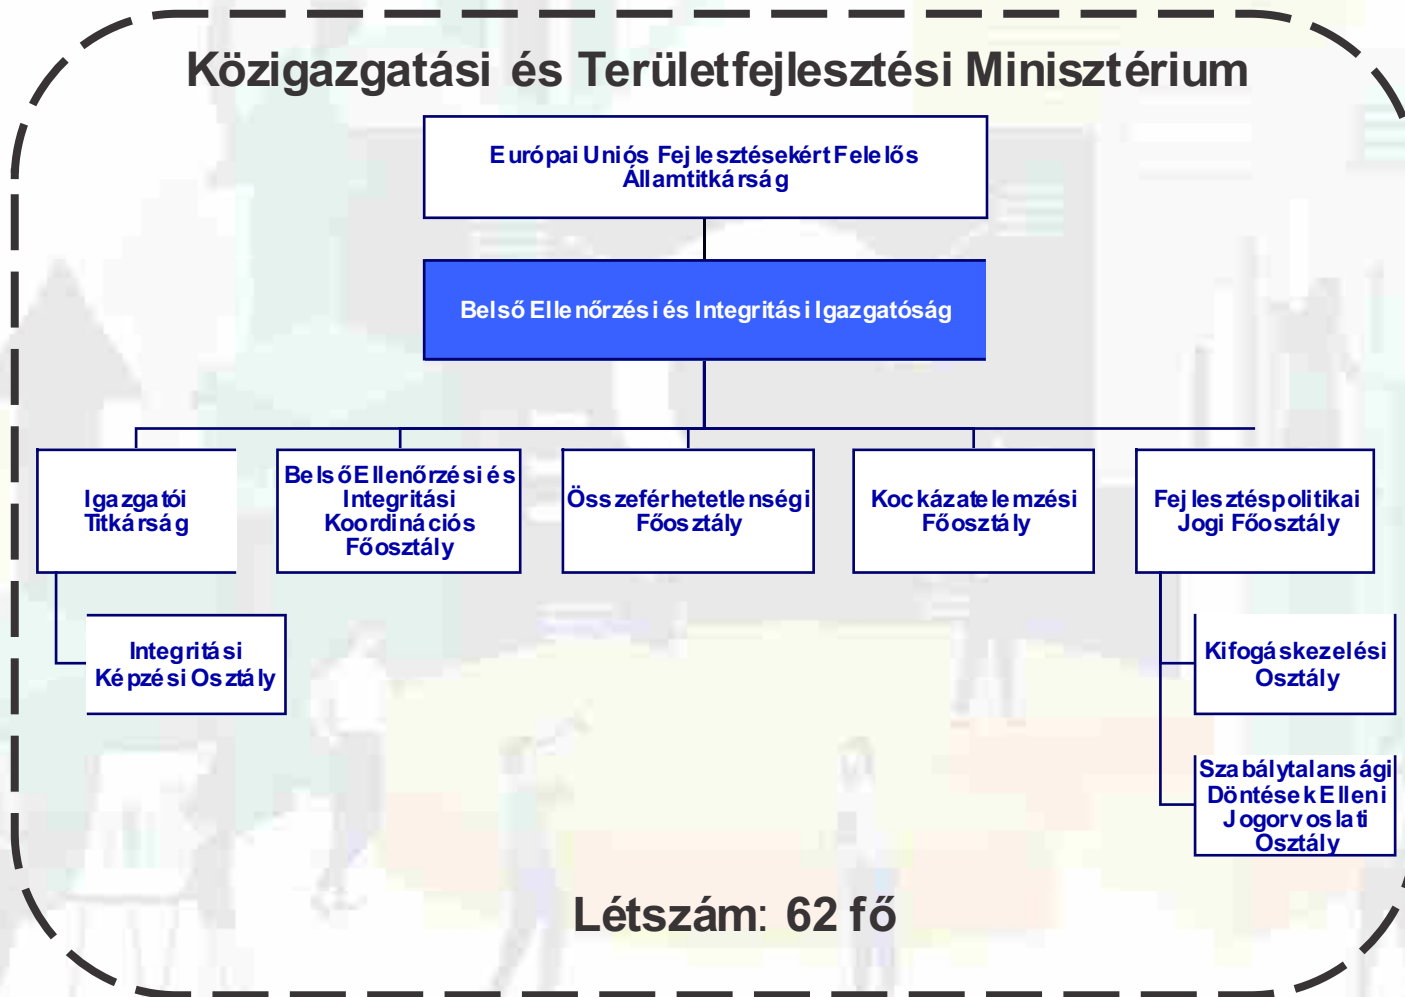 Közigazgatási és Területfejlesztési Minisztérium
Európai Uniós Fejlesztésekért Felelős
Államtitkárság
Belső Ellenőrzési és Integritási Igazgatóság
Igazgatói
Titkárság
Belső Ellenőrzési és
Integritási
Koordinációs
Főosztály
Összeférhetetlenségi
Főosztály
Kockázatelemzési
Főosztály
Fejlesztéspolitikai
Jogi Főosztály
Integritási
Képzési Osztály
Kifogáskezelési
Osztály
Szabálytalansági
Döntések Elleni
Jogorvoslati
Osztály
Létszám: 62 fő